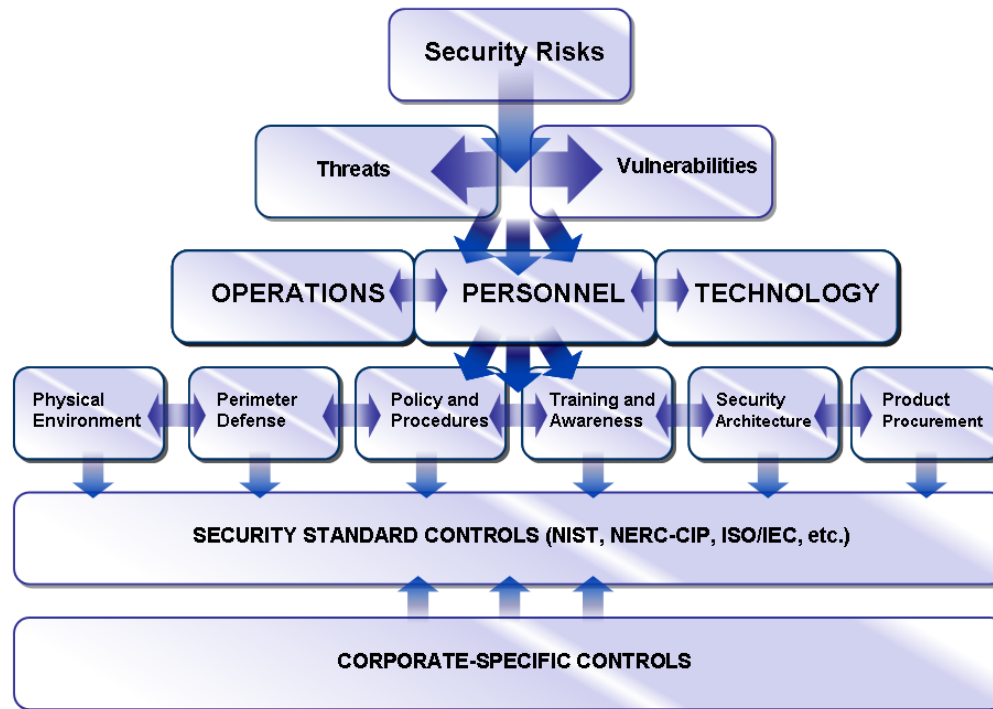 Security Risks
Threats
Vulnerabilities
OPERATIONS
PERSONNEL
TECHNOLOGY
Physical
Environment
Perimeter
Defense
Policy and
Procedures
Training and
Awareness
Security
Architecture
Product
Procurement
SECURITY STANDARD CONTROLS (NIST, NERC-CIP, ISO/IEC, etc.)
CORPORATE-SPECIFIC CONTROLS